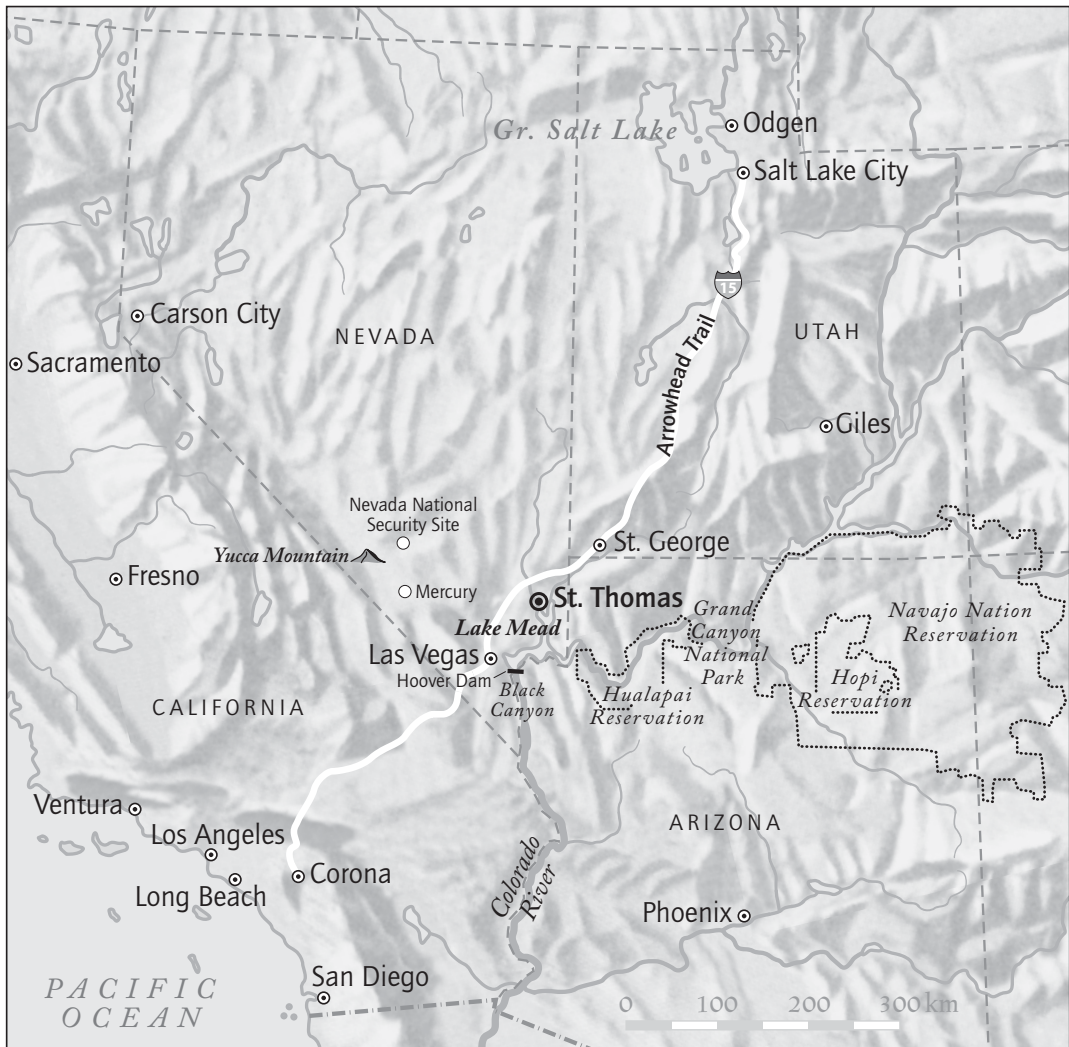 Gr. Salt Lake
Odgen
Salt Lake City
15
Carson City
NEVADA
UTAH
Arrowhead Trail
Sacramento
Giles
Nevada National
Security Site
Yucca Mountain
St. George
Fresno
Mercury
St. Thomas
Lake Mead
Grand
Canyon
National
Park
Navajo Nation
Reservation
Las Vegas
Hoover Dam
Black
Canyon
Hualapai
Reservation
Hopi
Reservation
CALIFORNIA
Ventura
Los Angeles
ARIZONA
Corona
Long Beach
Colorado
River
Phoenix
San Diego
PACIFIC
OCEAN
0 100 200 300 km